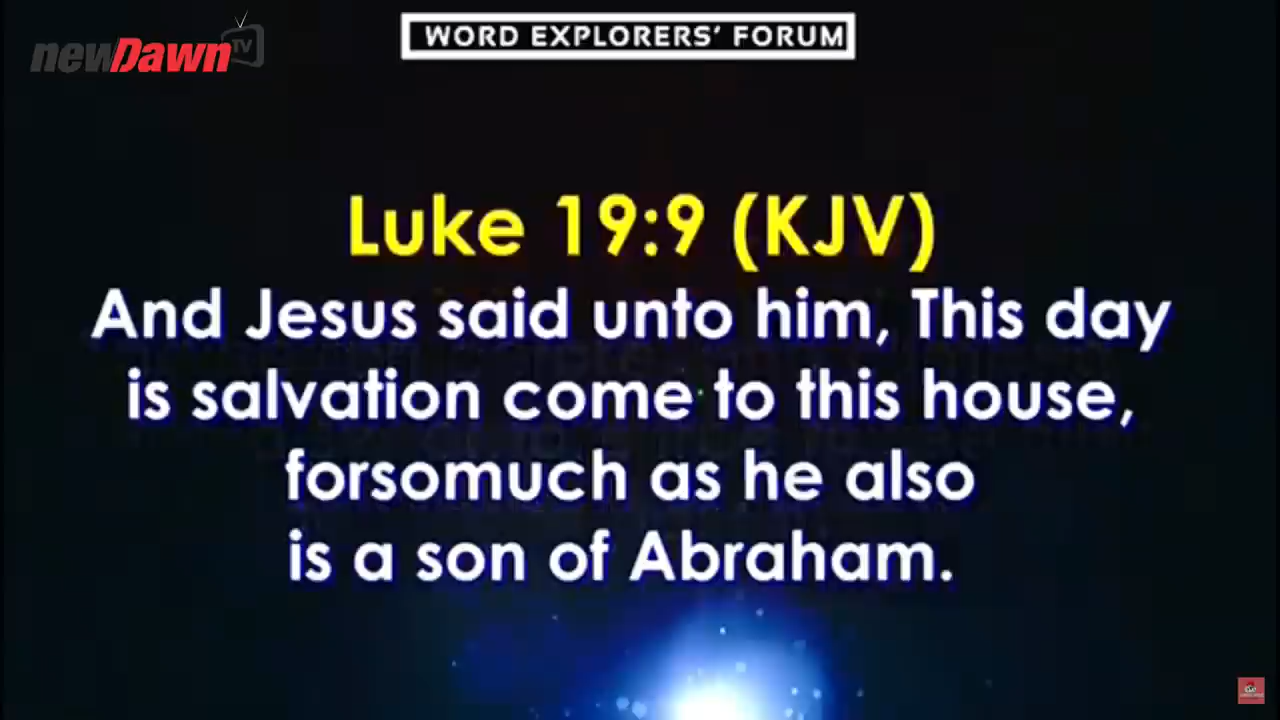 newDawn TV
WORD EXPLORERS' FORUM
Luke 19:9 (KJV)
And Jesus said unto him, This day
is salvation come to this house,
forsomuch as he also
is a son of Abraham.